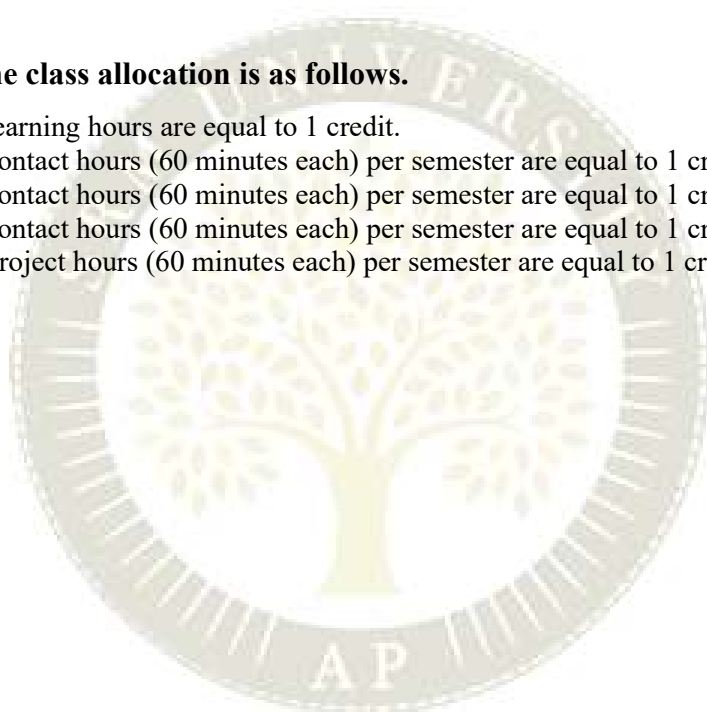 ne class allocation is as follows.
earning hours are equal to 1 credit.
ontact hours (60 minutes each) per semester are equal to 1 cr
ontact hours (60 minutes each) per semester are equal to 1 cr
ontact hours (60 minutes each) per semester are equal to 1 cr
roject hours (60 minutes each) per semester are equal to 1 cr
SRM UNIVERSITY
AP